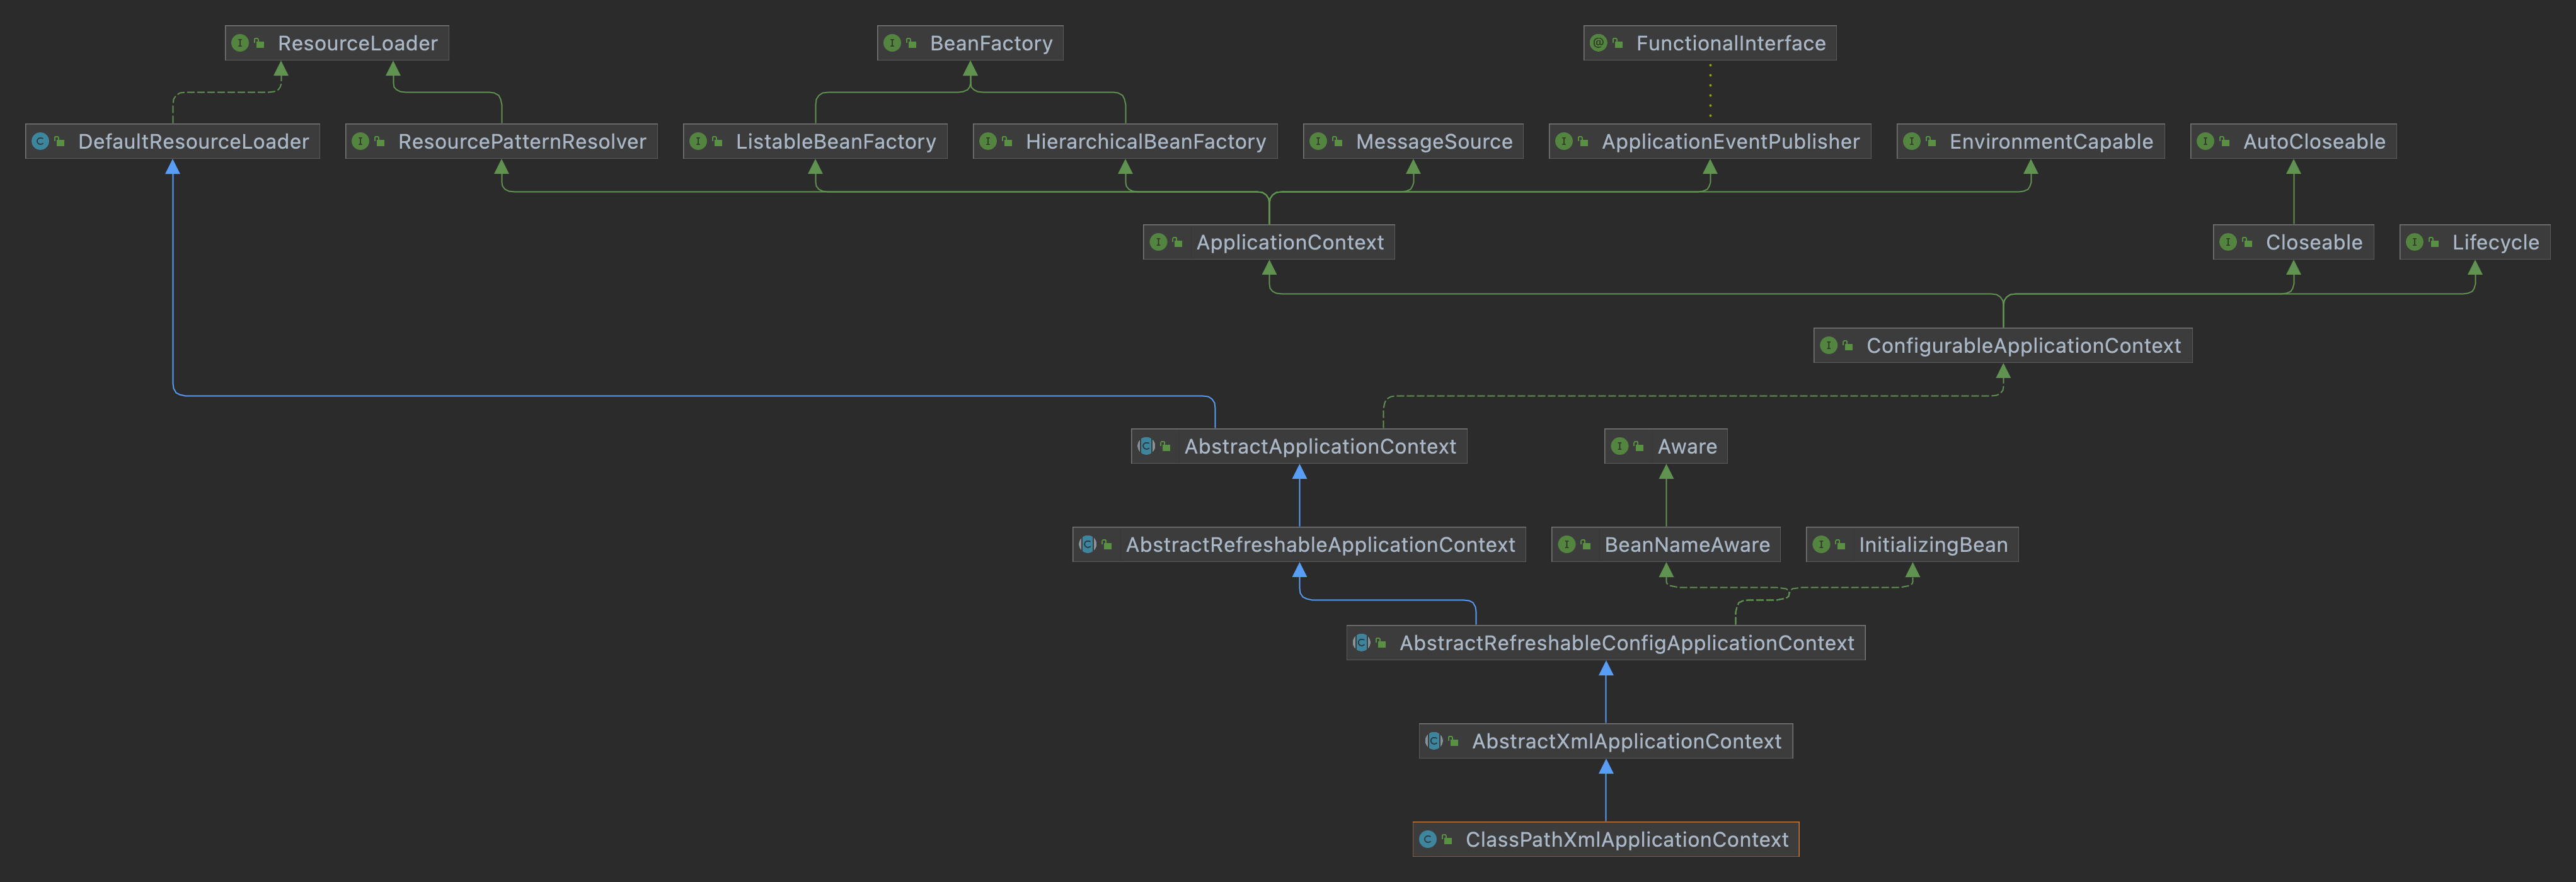 ResourceLoader
BeanFactory
FunctionalInterface
DefaultResourceLoader
ResourcePatternResolver
ListableBeanFactory
HierarchicalBeanFactory
MessageSource
ApplicationEventPublisher
EnvironmentCapable
AutoCloseable
ApplicationContext
Closeable
Lifecycle
ConfigurableApplicationContext
AbstractApplicationContext
Aware
AbstractRefreshableApplicationContext
BeanNameAware
InitializingBean
AbstractRefreshableConfigApplicationContext
AbstractXmlApplicationContext
ClassPathXmlApplicationContext